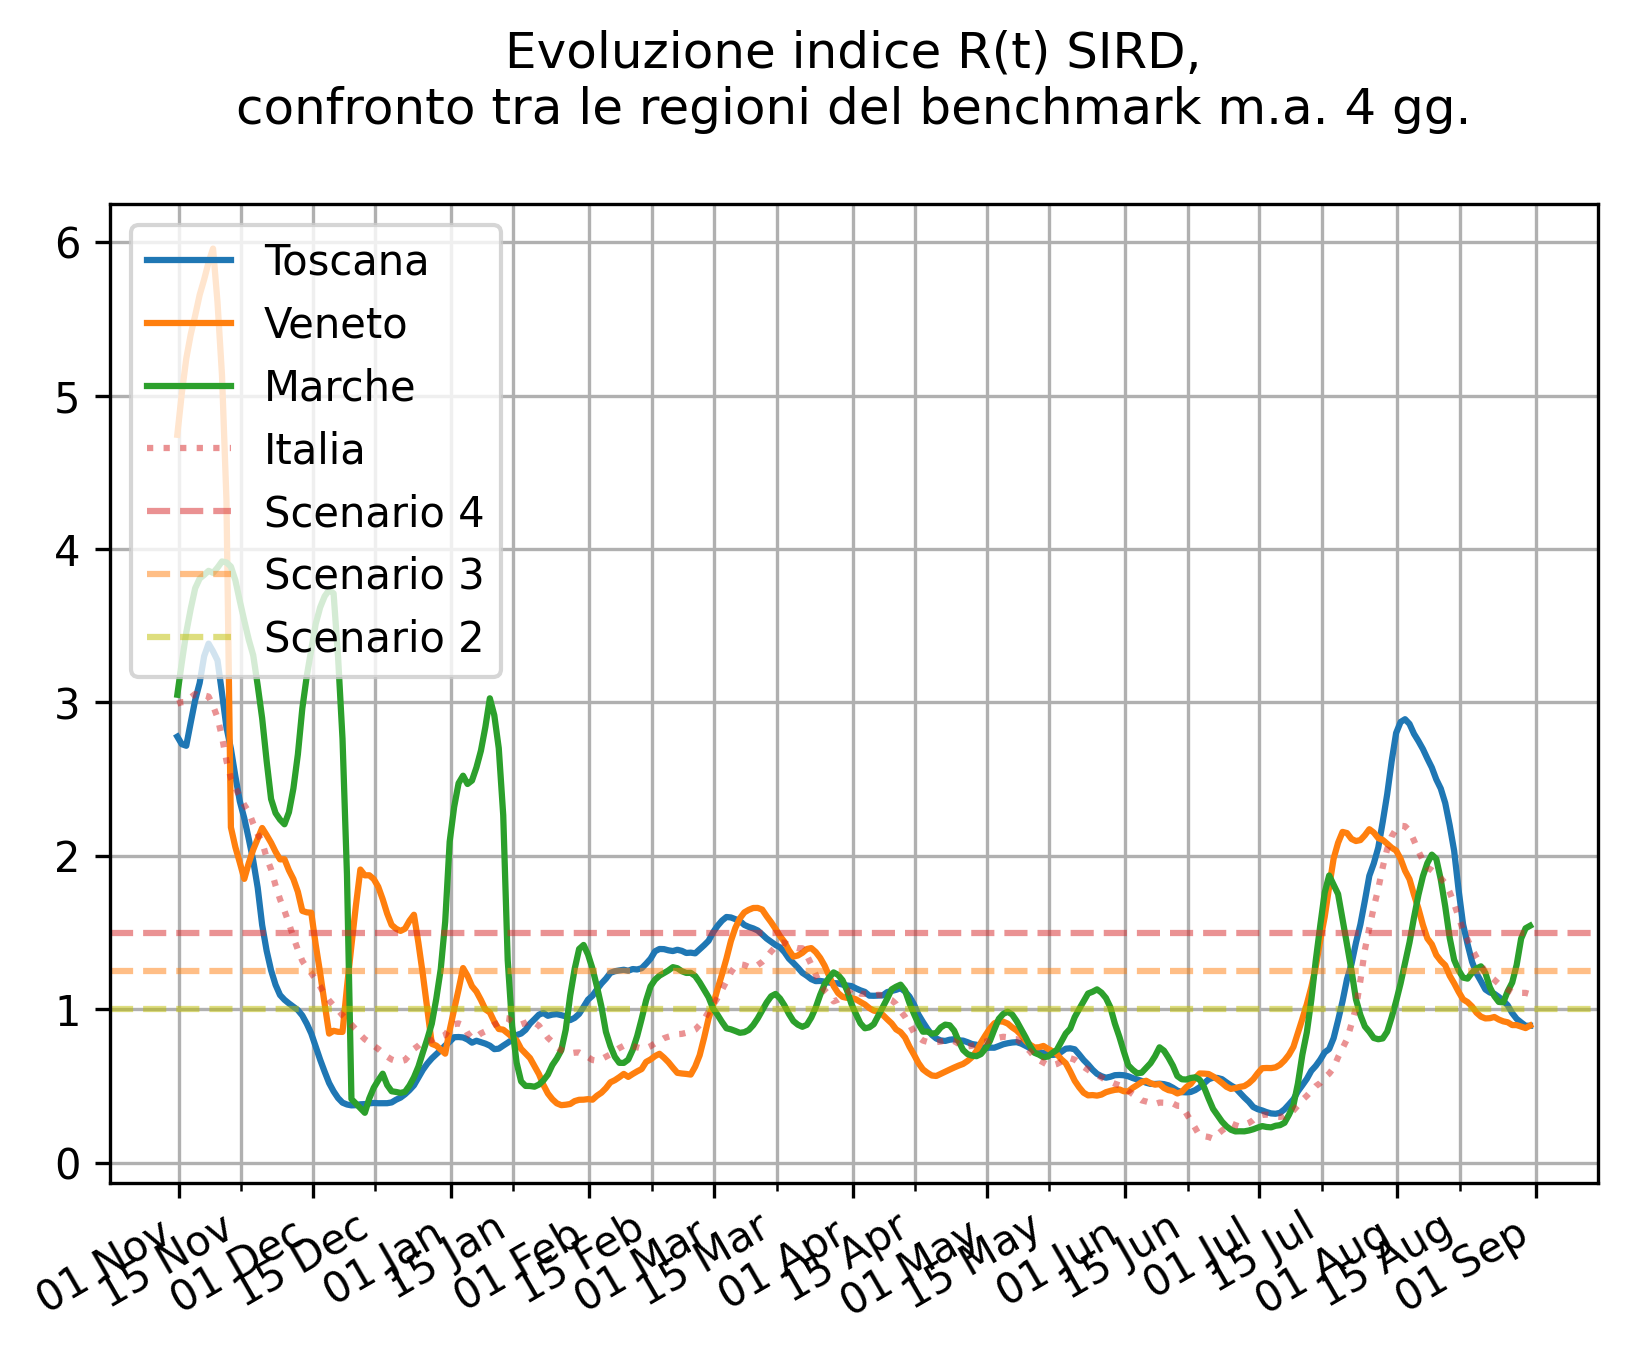 Evoluzione indice R(t) SIRD,
confronto tra le regioni del benchmark m.a. 4 gg.
6
5
4
3
2
1
0
Toscana
Veneto
Marche
Italia
Scenario 4
Scenario 3
Scenario 2
01 Nov
15 Nov
01 Dec
15 Dec
01 Jan
15 Jan
01 Feb
15 Feb
01 Mar
15 Mar
01 Apr
15 Apr
01 May
15 May
01 Jun
15 Jun
01 Jul
15 Jul
01 Aug
15 Aug
01 Sep